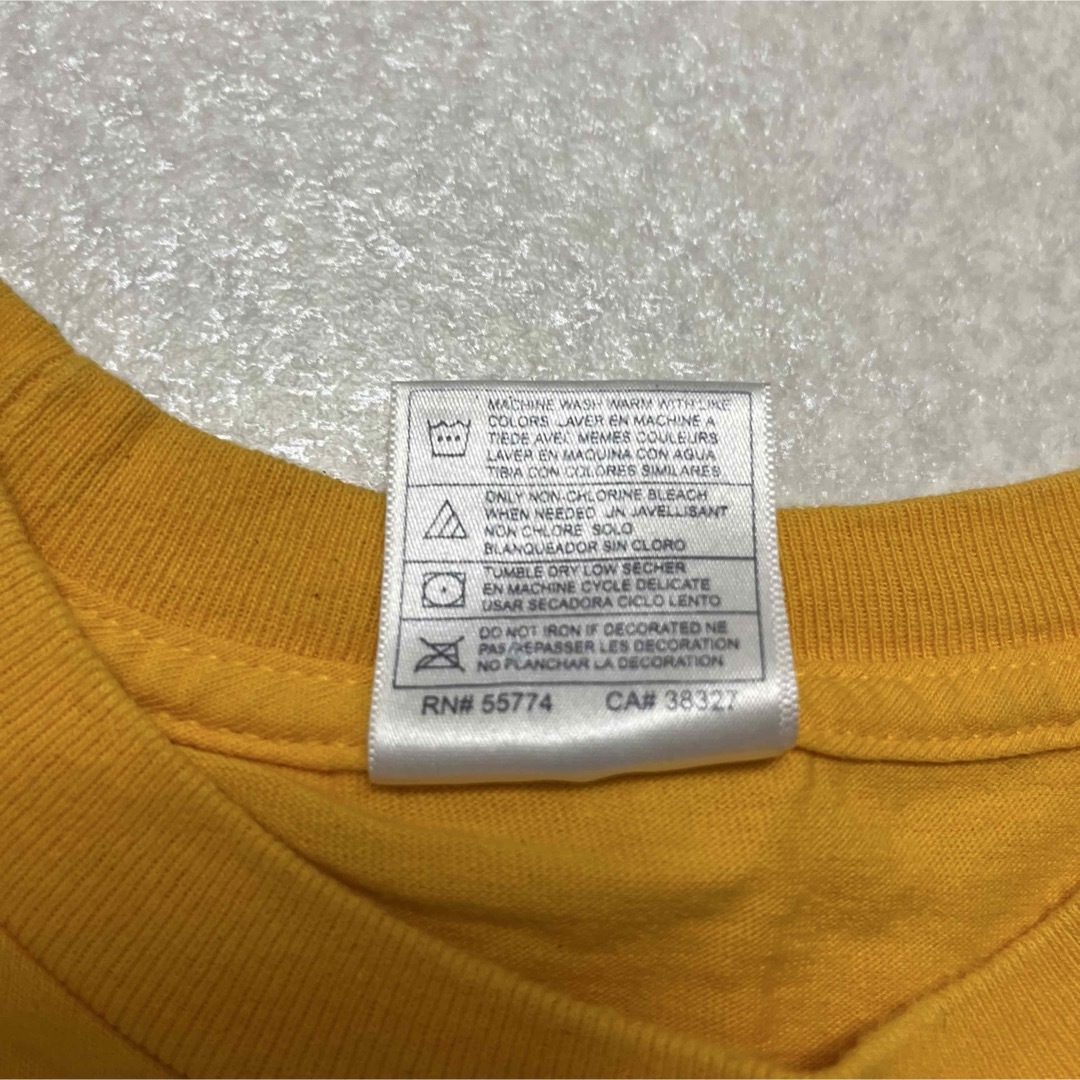 MACHINE WASH WARM WITH LIKE
COLORS LAVER EN MACHINE A
TIEDE AVEC MEMES COULEURS
LAVER EN MAQUINA CON AGUA
TIBIA CON COLORES SIMILARES
ONLY NON-CHLORINE BLEACH
WHEN NEEDED UN JAVELLISANT
NON CHLORE SOLO
BLANQUEADOR SIN CLORO
TUMBLE DRY LOW SECHER
EN MACHINE CYCLE DELICATE
USAR SECADORA CICLO LENTO
DO NOT IRON IF DECORATED NE
PAS REPASSER LES DECORATION
NO PLANCHAR LA DECORATION
RN# 55774 CA# 38327